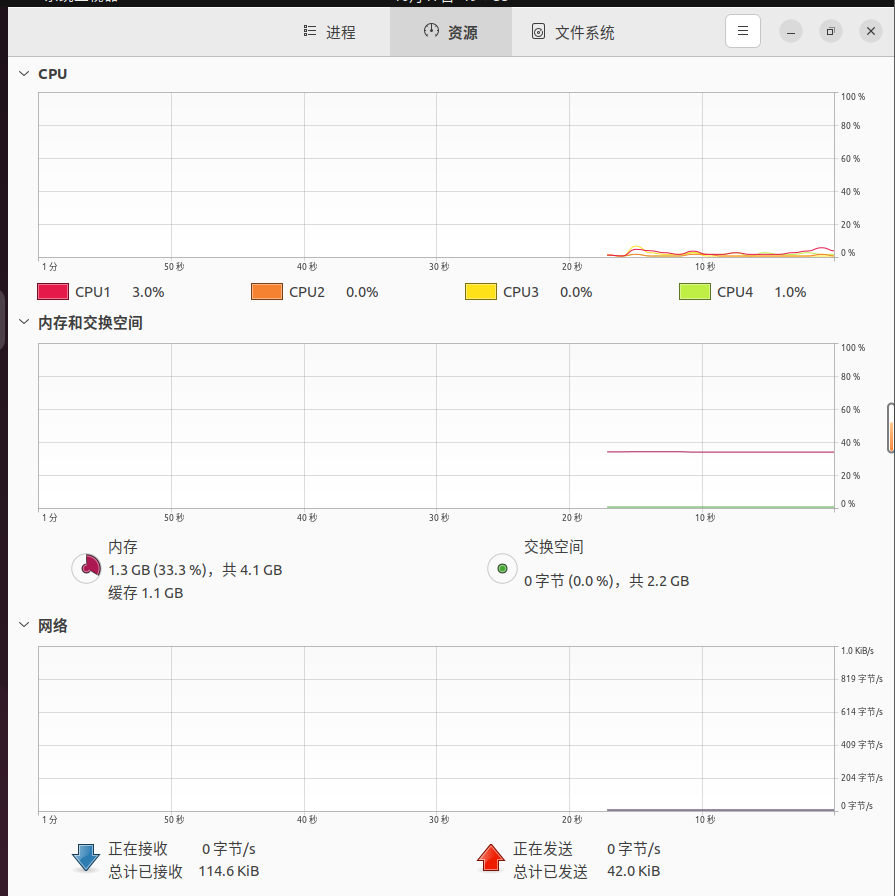 进程
资源
文件系统
CPU
100 %
80 %
60 %
40 %
20 %
0 %
1 分
50 秒
40 秒
30 秒
20 秒
10 秒
CPU1 3.0%
CPU2 0.0%
CPU3 0.0%
CPU4 1.0%
内存和交换空间
100 %
80 %
60 %
40 %
20 %
0 %
1 分
50 秒
40 秒
30 秒
20 秒
10 秒
内存
1.3 GB (33.3 %)，共 4.1 GB
缓存 1.1 GB
交换空间
0 字节 (0.0 %)，共 2.2 GB
网络
1.0 KiB/s
819 字节/s
614 字节/s
409 字节/s
204 字节/s
0 字节/s
1 分
50 秒
40 秒
30 秒
20 秒
10 秒
正在接收 0 字节/s
总计已接收 114.6 KiB
正在发送 0 字节/s
总计已发送 42.0 KiB